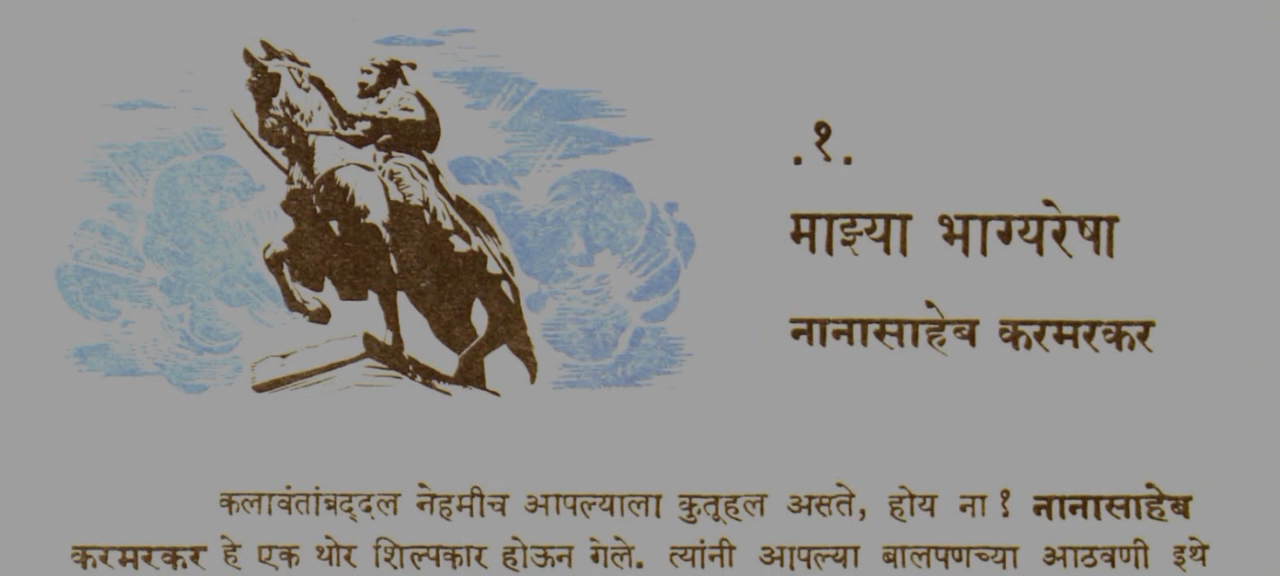 .१.
माझ्या भाग्यरेषा
नानासाहेब करमरकर
कलावंतांबद्दल नेहमीच आपल्याला कुतूहल असते, होय ना ? नानासाहेब
करमरकर हे एक थोर शिल्पकार होऊन गेले. त्यांनी आपल्या बालपणच्या आठवणी इथे